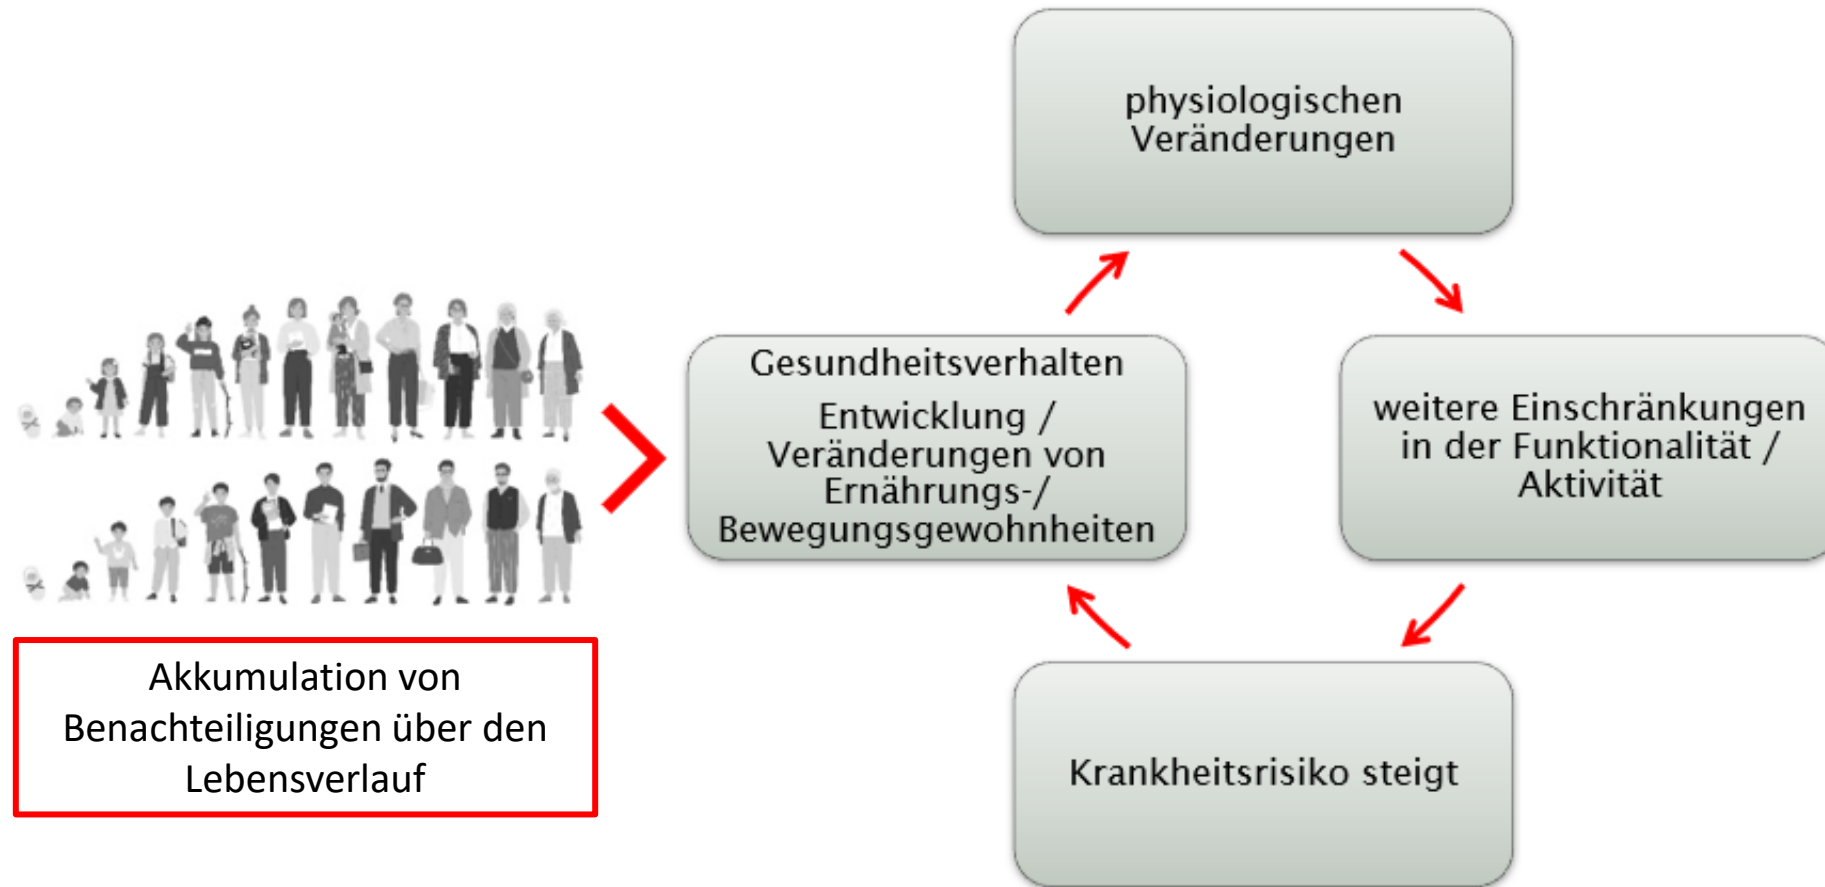 physiologischen
Veränderungen
Gesundheitsverhalten
Entwicklung /
Veränderungen von
Ernährungs-/
Bewegungsgewohnheiten
weitere Einschränkungen
in der Funktionalität /
Aktivität
Krankheitsrisiko steigt
Akkumulation von
Benachteiligungen über den
Lebensverlauf